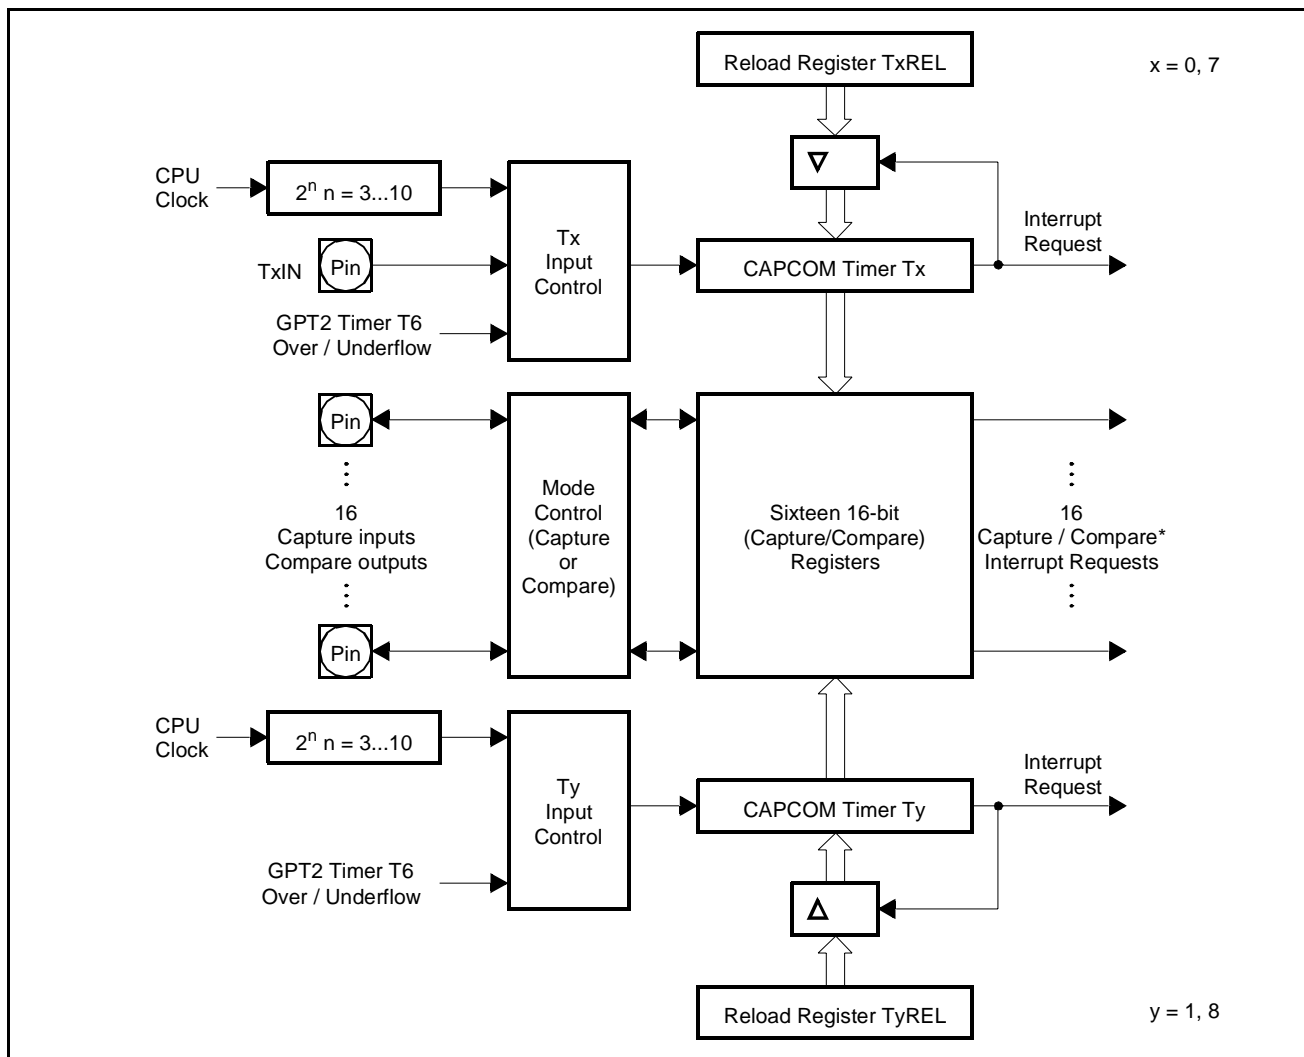 Reload Register TxREL
x = 0, 7
CPU
Clock
2ⁿ n = 3...10
Tx
Input
Control
Interrupt
Request
TxIN
Pin
CAPCOM Timer Tx
GPT2 Timer T6
Over / Underflow
Pin
16
Capture inputs
Compare outputs
Pin
Mode
Control
(Capture
or
Compare)
Sixteen 16-bit
(Capture/Compare)
Registers
16
Capture / Compare*
Interrupt Requests
CPU
Clock
2ⁿ n = 3...10
Ty
Input
Control
Interrupt
Request
CAPCOM Timer Ty
GPT2 Timer T6
Over / Underflow
Reload Register TyREL
y = 1, 8